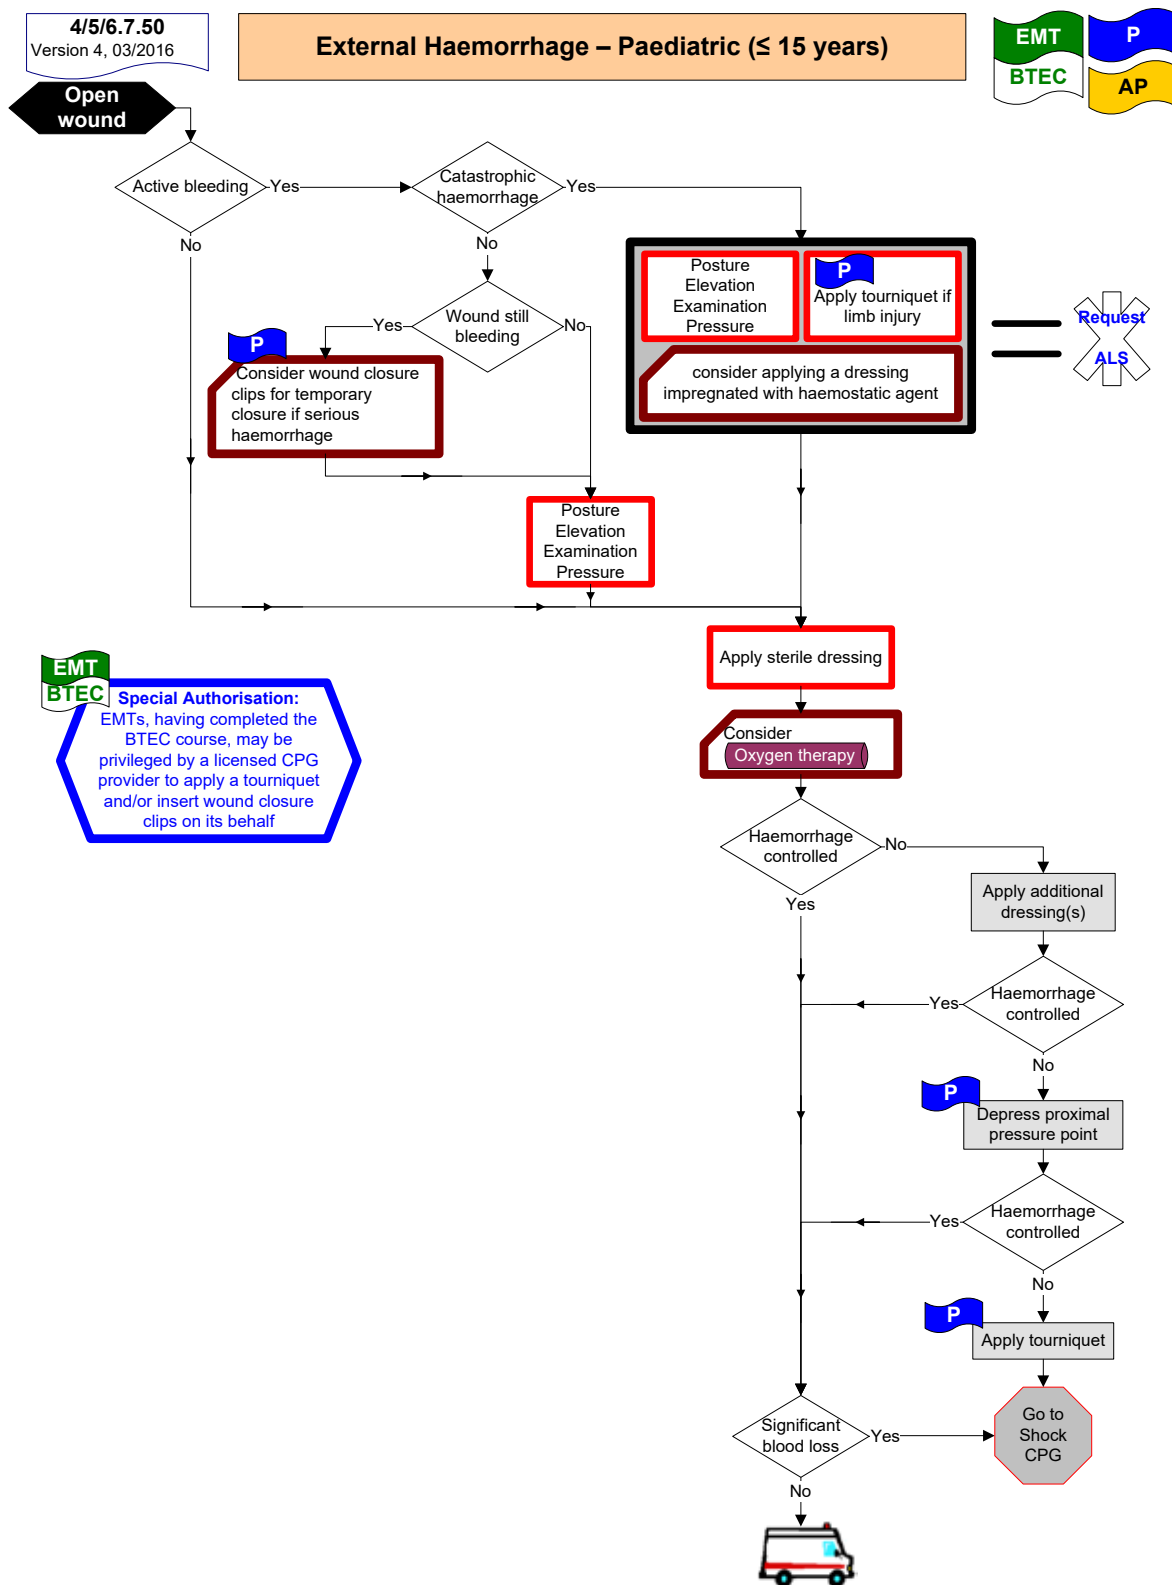 4/5/6.7.50
Version 4, 03/2016
External Haemorrhage – Paediatric (≤ 15 years)
EMT
P
BTEC
AP
Open
wound
Active bleeding
Yes
Catastrophic
haemorrhage
Yes
No
No
Posture
Elevation
Examination
Pressure
P
Apply tourniquet if
limb injury
Request
ALS
Yes
Wound still
bleeding
No
P
Consider wound closure
clips for temporary
closure if serious
haemorrhage
consider applying a dressing
impregnated with haemostatic agent
Posture
Elevation
Examination
Pressure
Apply sterile dressing
EMT
BTEC
Special Authorisation:
EMTs, having completed the
BTEC course, may be
privileged by a licensed CPG
provider to apply a tourniquet
and/or insert wound closure
clips on its behalf
Consider
Oxygen therapy
Haemorrhage
controlled
No
Yes
Apply additional
dressing(s)
Haemorrhage
controlled
Yes
No
P
Depress proximal
pressure point
Haemorrhage
controlled
Yes
No
P
Apply tourniquet
Significant
blood loss
Yes
Go to
Shock
CPG
No